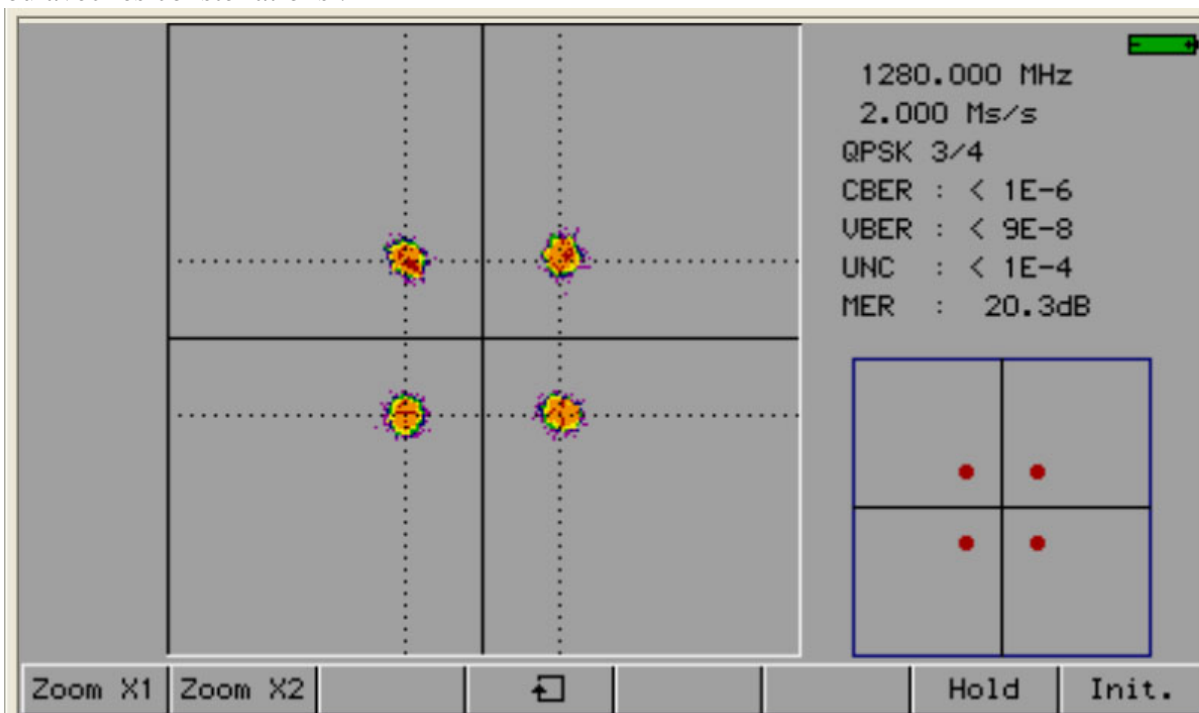 1280.000 MHz
2.000 Ms/s
QPSK 3/4
CBER : < 1E-6
VBER : < 9E-8
UNC : < 1E-4
MER : 20.3dB
Zoom X1 Zoom X2 Hold Init.